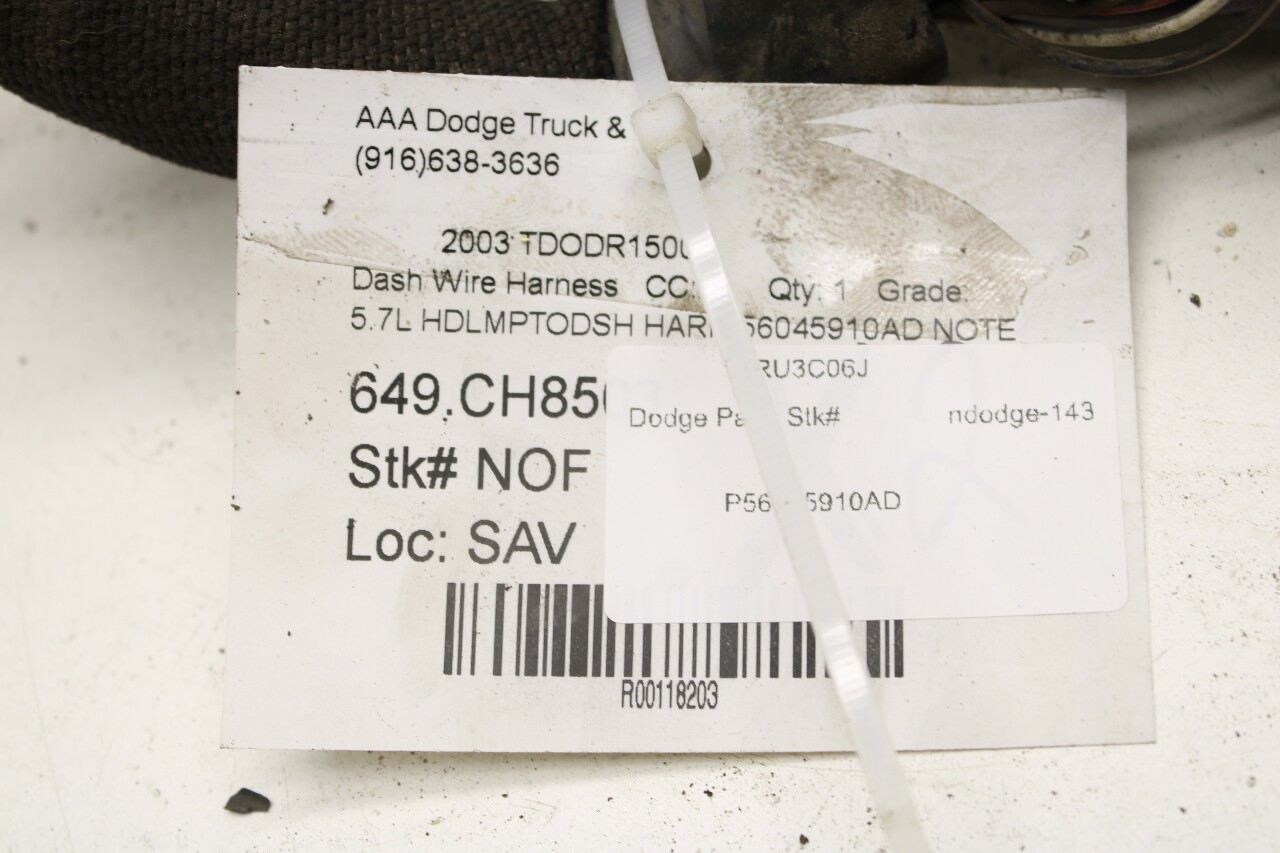 AAA Dodge Truck &
(916)638-3636
2003 TDODR150
Dash Wire Harness CC: Qty: 1 Grade:
5.7L HDLMPTODSH HAR 56045910AD NOTE
RU3C06J
649.CH850
Dodge Pa Stk# ndodge-143
Stk# NOF
P56 5910AD
Loc: SAV
R00118203